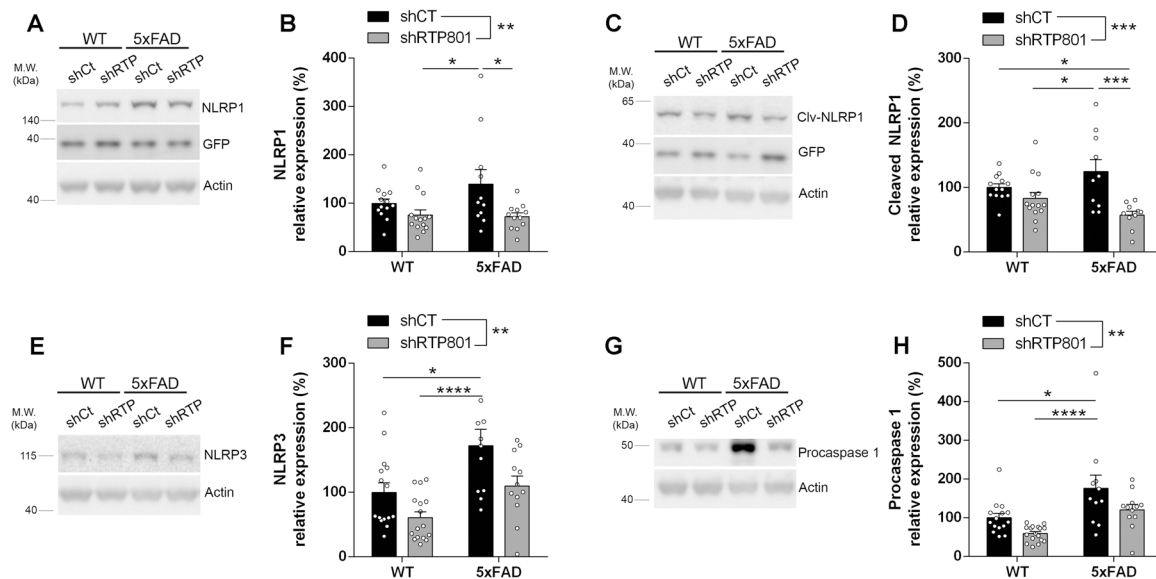 A
WT 5xFAD
M.W.
(kDa)
shCt shRTP shCt shRTP
NLRP1
140
40
GFP
Actin
40
B
shCT
shRTP801
**
* *
NLRP1
relative expression (%)
400
300
200
100
0
WT 5xFAD
C
WT 5xFAD
M.W.
(kDa)
shCt shRTP shCt shRTP
65
Clv-NLRP1
40
GFP
Actin
40
D
shCT
shRTP801
***
*
* ***
Cleaved NLRP1
relative expression (%)
300
200
100
0
WT 5xFAD
E
WT 5xFAD
M.W.
(kDa)
shCt shRTP shCt shRTP
115
NLRP3
Actin
40
F
shCT
shRTP801
**
*
****
NLRP3
relative expression (%)
300
200
100
0
WT 5xFAD
G
WT 5xFAD
M.W.
(kDa)
shCt shRTP shCt shRTP
50
Procaspase 1
Actin
40
H
shCT
shRTP801
**
*
****
Procaspase 1
relative expression (%)
500
400
300
200
100
0
WT 5xFAD